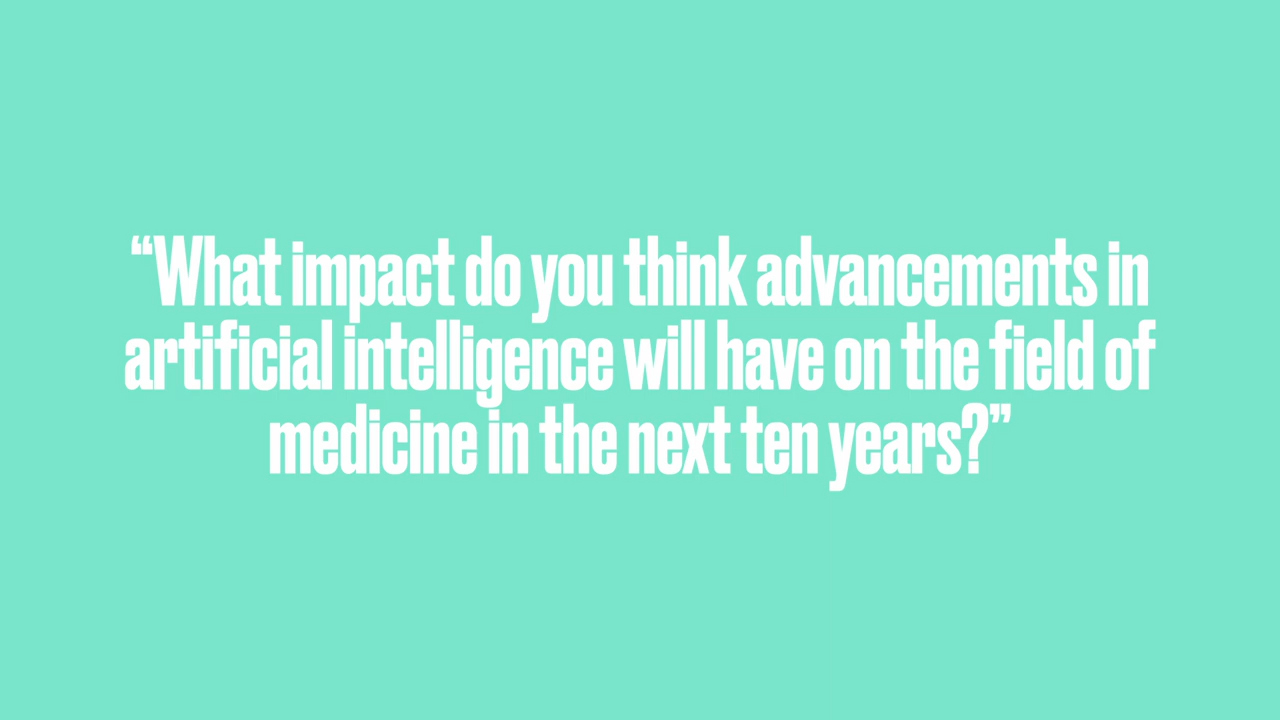 “What impact do you think advancements in
artificial intelligence will have on the field of
medicine in the next ten years?”